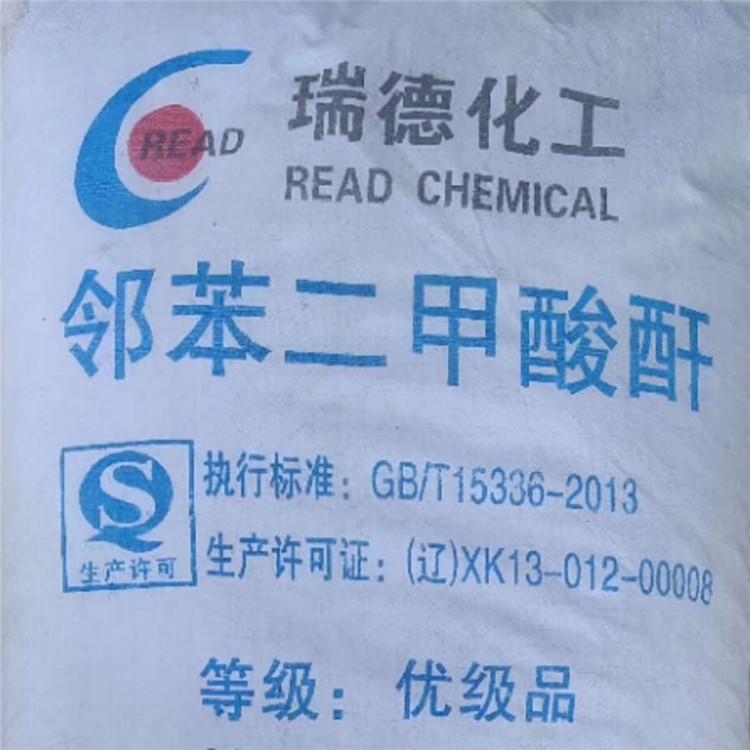 READ
瑞德化工
READ CHEMICAL
邻苯二甲酸酐
执行标准：GB/T15336-2013
生产许可证：(辽)XK13-012-00008
生产许可
等级：优级品